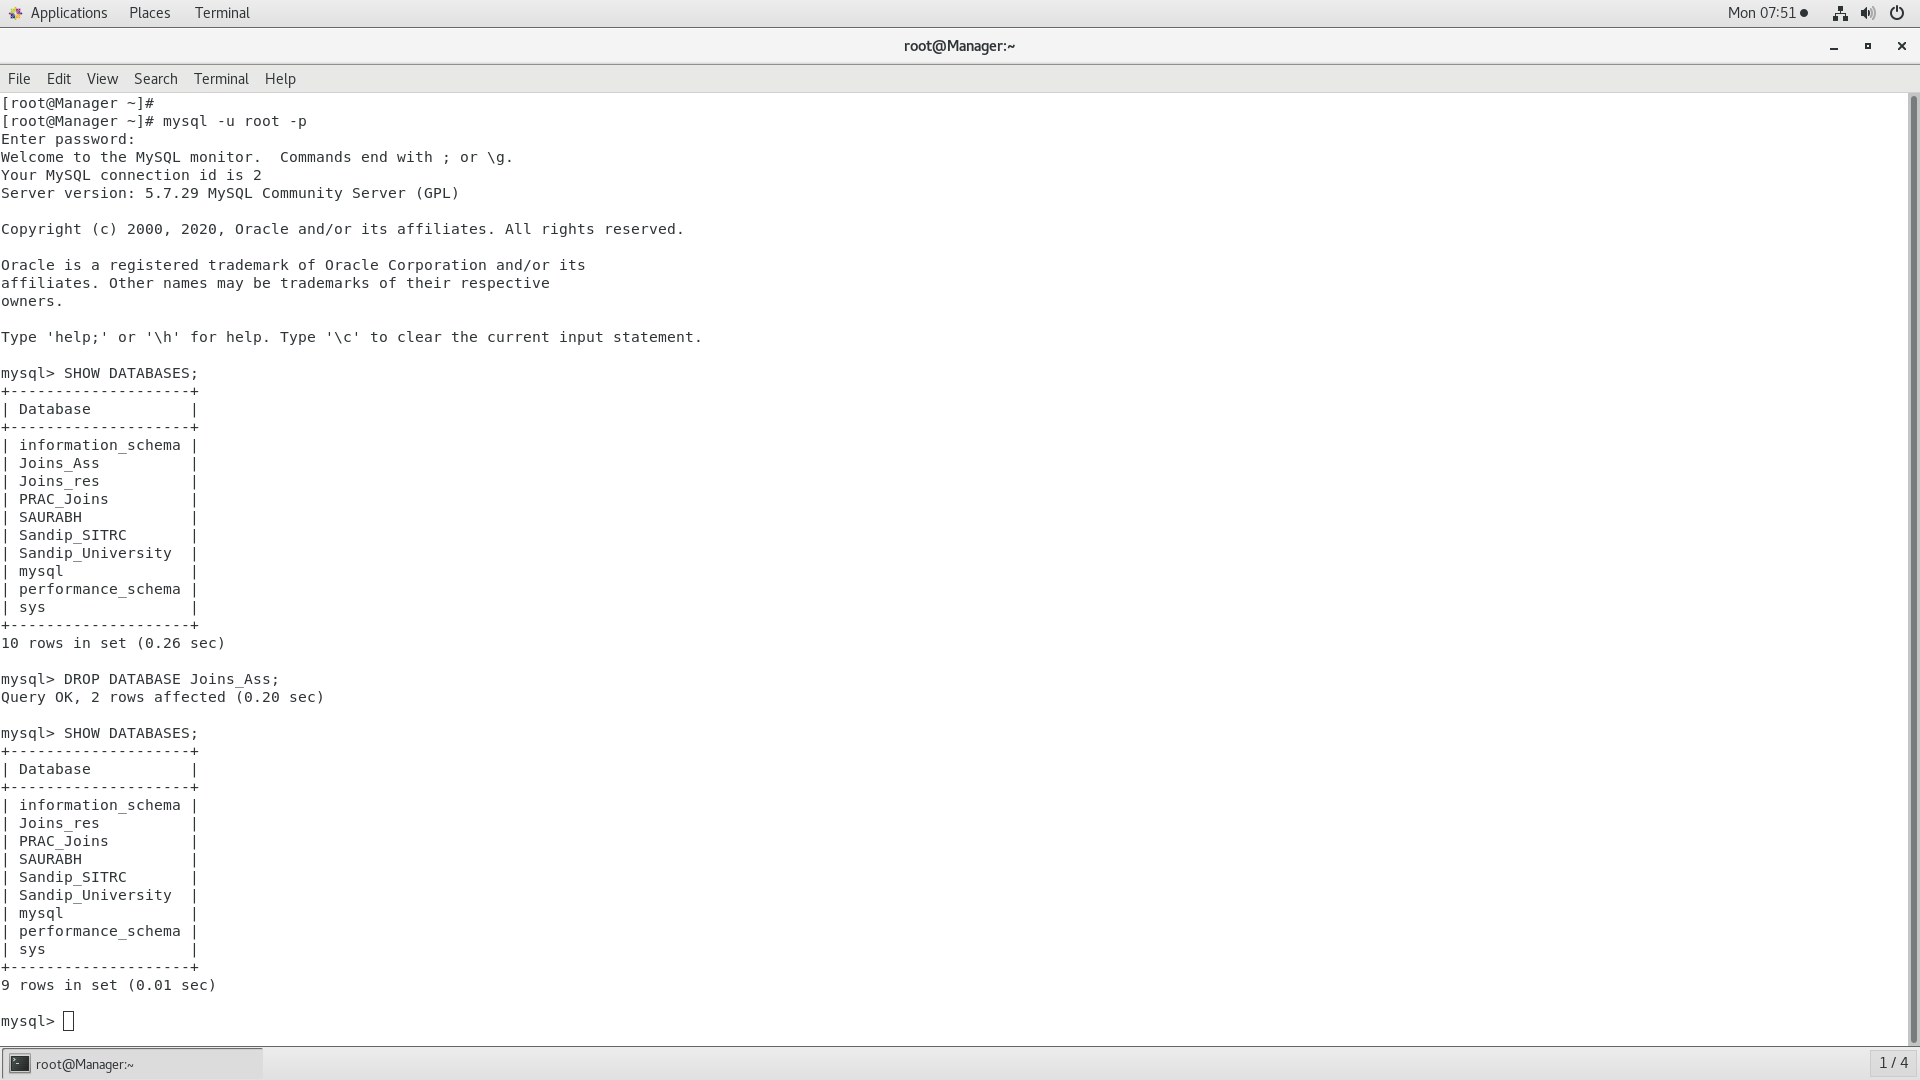 Applications Places Terminal Mon 07:51
root@Manager:~
File Edit View Search Terminal Help
[root@Manager ~]#
[root@Manager ~]# mysql -u root -p
Enter password:
Welcome to the MySQL monitor.  Commands end with ; or \g.
Your MySQL connection id is 2
Server version: 5.7.29 MySQL Community Server (GPL)
Copyright (c) 2000, 2020, Oracle and/or its affiliates. All rights reserved.
Oracle is a registered trademark of Oracle Corporation and/or its
affiliates. Other names may be trademarks of their respective
owners.
Type 'help;' or '\h' for help. Type '\c' to clear the current input statement.
mysql> SHOW DATABASES;
+--------------------+
| Database           |
+--------------------+
| information_schema |
| Joins_Ass          |
| Joins_res          |
| PRAC_Joins         |
| SAURABH            |
| Sandip_SITRC       |
| Sandip_University  |
| mysql              |
| performance_schema |
| sys                |
+--------------------+
10 rows in set (0.26 sec)
mysql> DROP DATABASE Joins_Ass;
Query OK, 2 rows affected (0.20 sec)
mysql> SHOW DATABASES;
+--------------------+
| Database           |
+--------------------+
| information_schema |
| Joins_res          |
| PRAC_Joins         |
| SAURABH            |
| Sandip_SITRC       |
| Sandip_University  |
| mysql              |
| performance_schema |
| sys                |
+--------------------+
9 rows in set (0.01 sec)
mysql>
root@Manager:~ 1 / 4